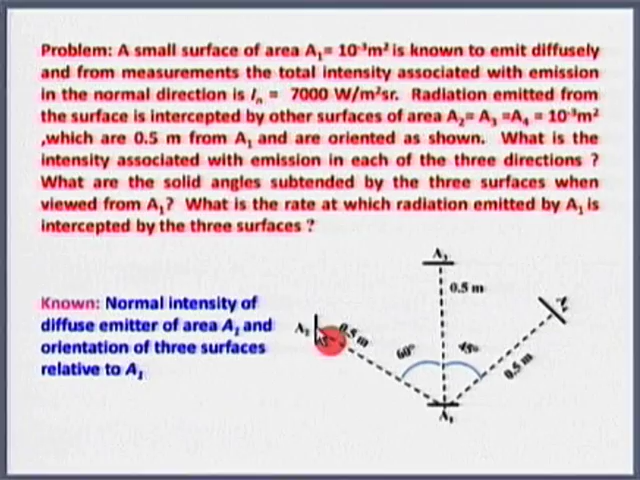 Problem: A small surface of area A₁= 10⁻³m² is known to emit diffusely
and from measurements the total intensity associated with emission
in the normal direction is Iₙ = 7000 W/m²sr. Radiation emitted from
the surface is intercepted by other surfaces of area A₂= A₃ =A₄ = 10⁻³m²
,which are 0.5 m from A₁ and are oriented as shown. What is the
intensity associated with emission in each of the three directions ?
What are the solid angles subtended by the three surfaces when
viewed from A₁? What is the rate at which radiation emitted by A₁ is
intercepted by the three surfaces ?
Known: Normal intensity of
diffuse emitter of area A₁ and
orientation of three surfaces
relative to A₁
0.5 m
0.5 m
60°
45°
0.5 m
A₁